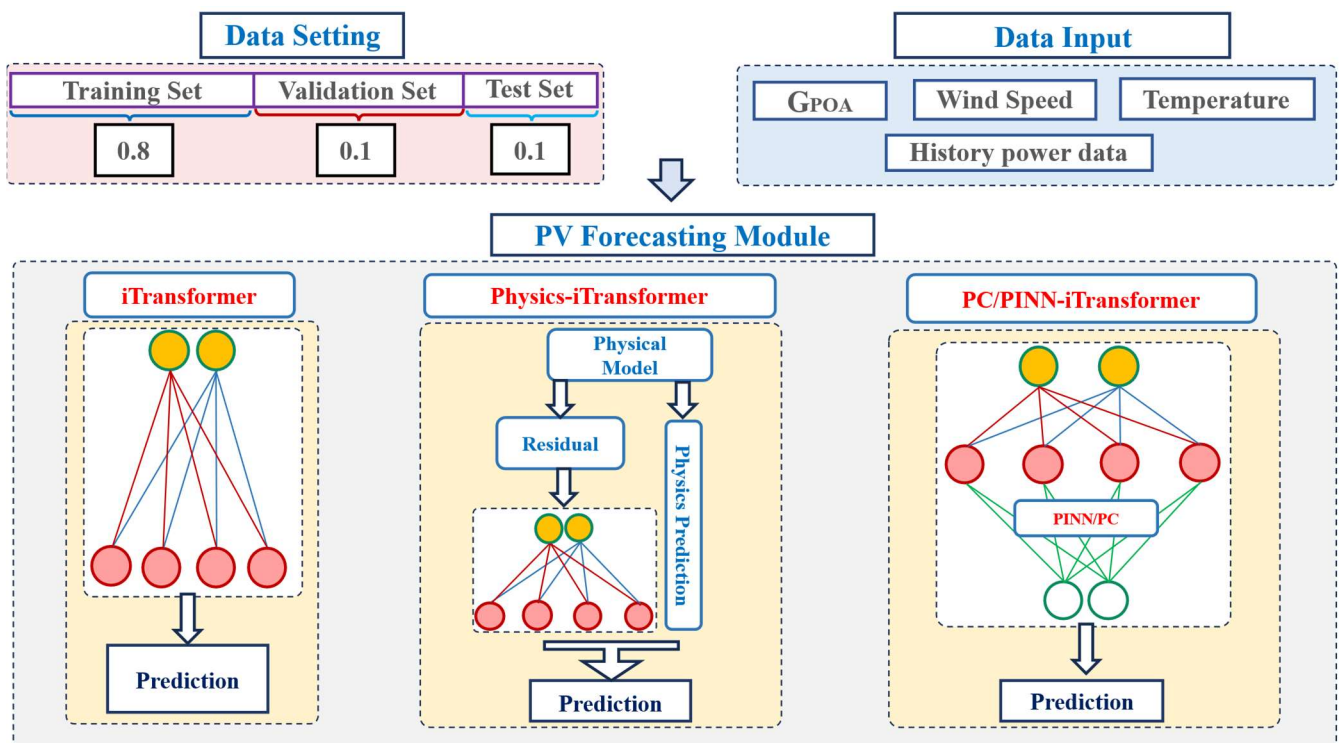 Data Setting
Data Input
Training Set
Validation Set
Test Set
0.8
0.1
0.1
GPOA
Wind Speed
Temperature
History power data
PV Forecasting Module
iTransformer
Prediction
Physics-iTransformer
Physical
Model
Residual
Physics Prediction
Prediction
PC/PINN-iTransformer
PINN/PC
Prediction